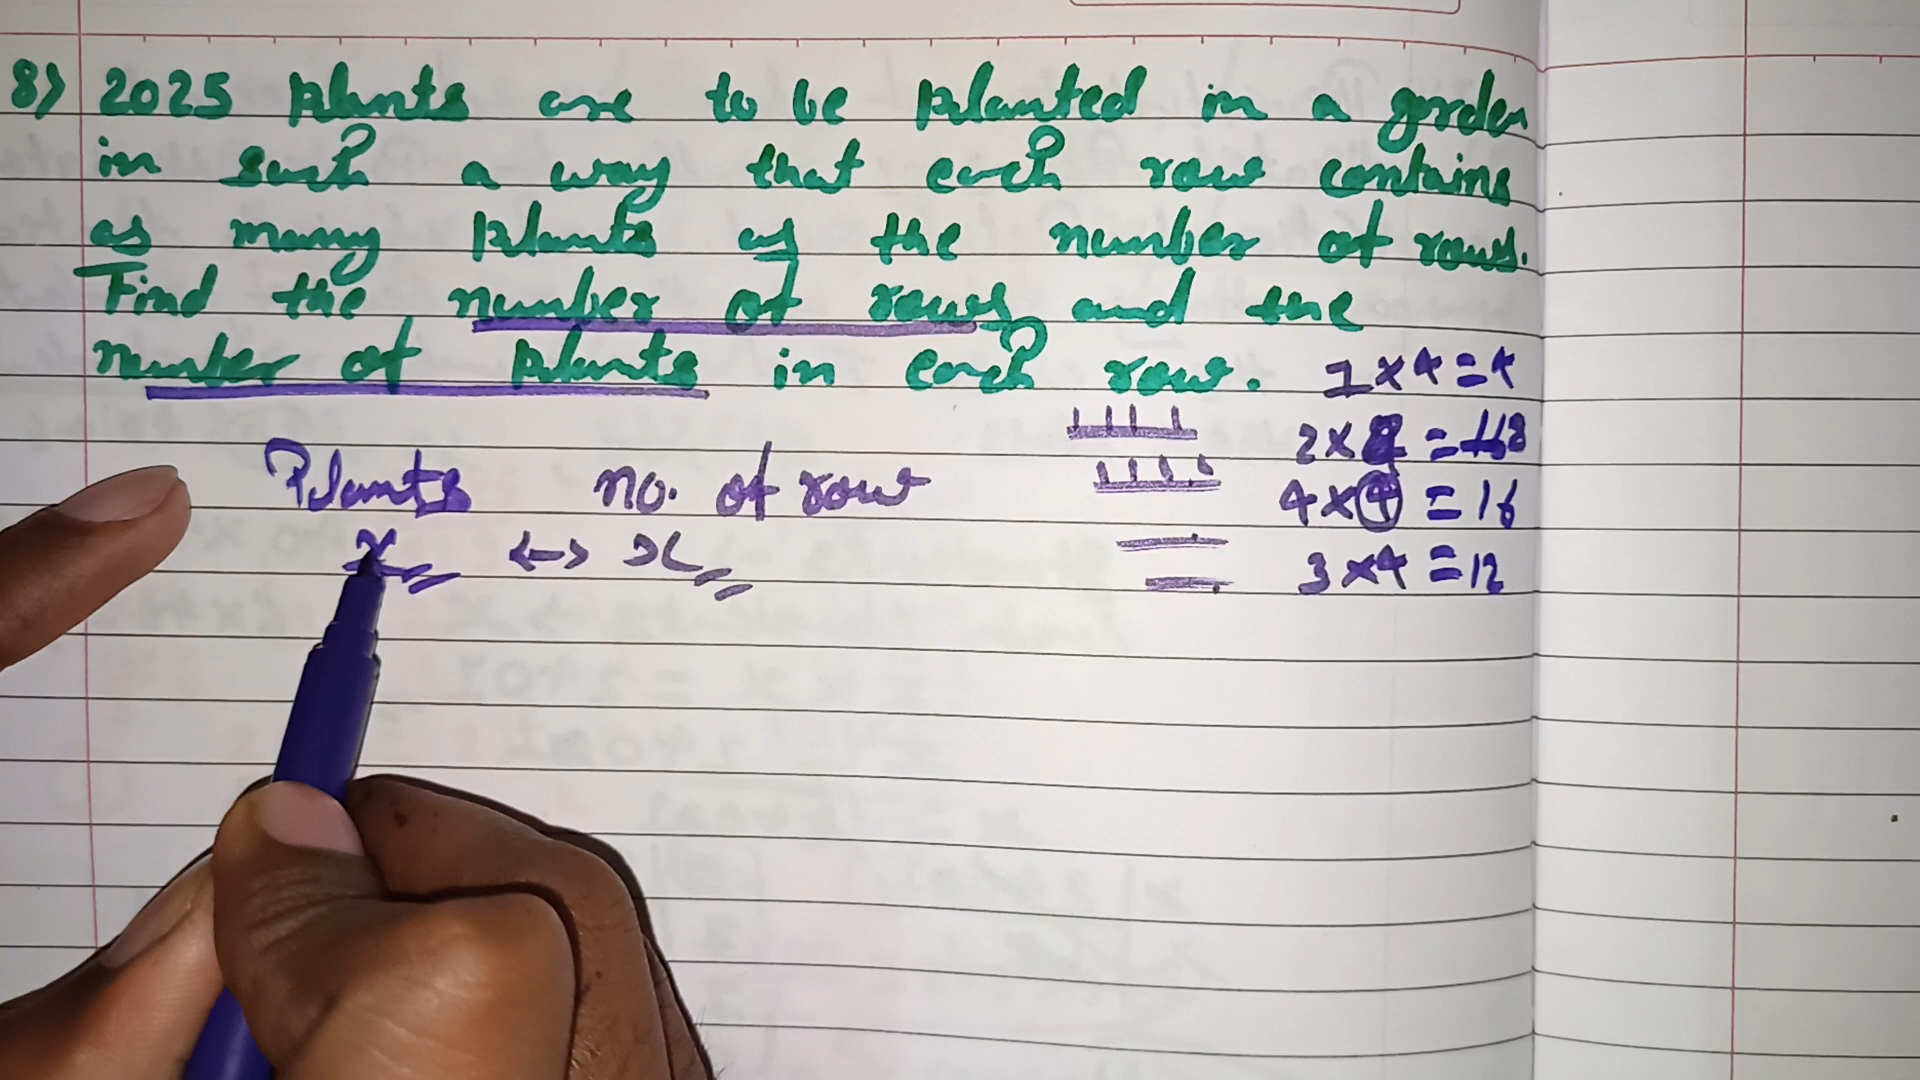 8) 2025 plants are to be planted in a garden
in such a way that each row contains
as many plants as the number of rows.
Find the number of rows and the
number of plants in each row.
1 x 4 = 4
2 x 4 = 8
Plants no. of row
4 x 4 = 16
x ↔ x
3 x 4 = 12